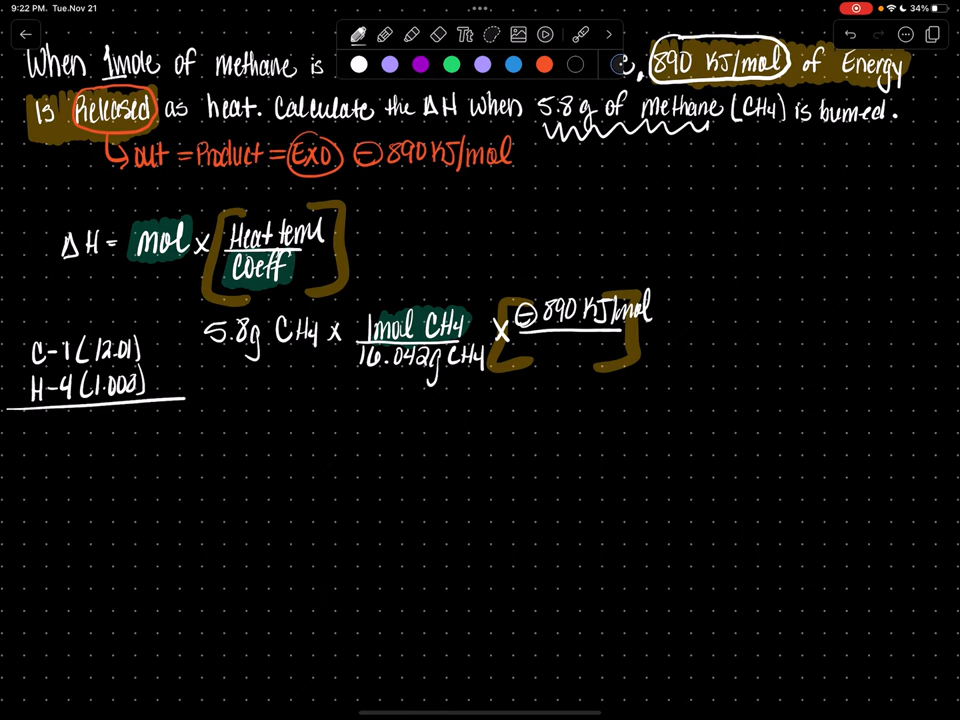 9:22 PM Tue.Nov 21
34%
When 1mole of methane is e, 890 KJ/mol of Energy
Is Released as heat. Calculate the ΔH when 5.8g of methane (CH4) is burned.
out = Product = Exo ⊖ 890 KJ/mol
ΔH = mol x [Heat term
Coeff]
5.8g CH4 x 1mol CH4 x ⊖ 890 KJ/mol
16.042g CH4
C-1 (12.01)
H-4 (1.008)